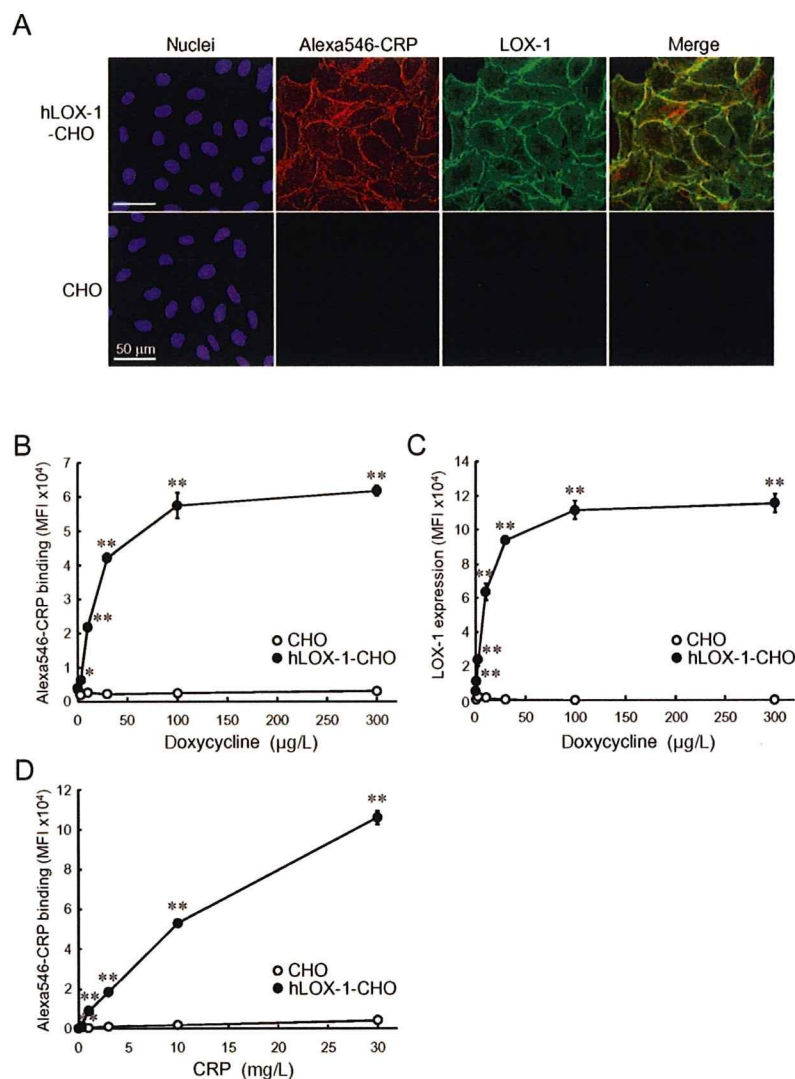 A
Nuclei Alexa546-CRP LOX-1 Merge
hLOX-1
-CHO
CHO
50 μm
B
Alexa546-CRP binding (MFI x10⁴)
7
6
5
4
3
2
1
0
** ** ** ** *
CHO
hLOX-1-CHO
0 50 100 150 200 250 300
Doxycycline (μg/L)
C
LOX-1 expression (MFI x10⁴)
14
12
10
8
6
4
2
0
** ** ** ** ** **
CHO
hLOX-1-CHO
0 50 100 150 200 250 300
Doxycycline (μg/L)
D
Alexa546-CRP binding (MFI x10⁴)
12
10
8
6
4
2
0
** ** ** ** **
CHO
hLOX-1-CHO
0 5 10 15 20 25 30
CRP (mg/L)